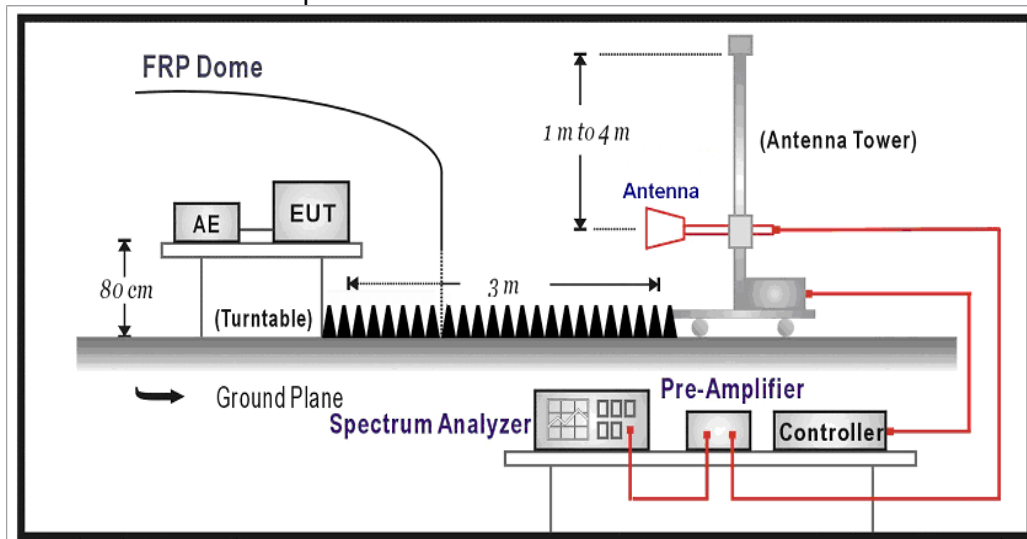 FRP Dome
1 m to 4 m
(Antenna Tower)
Antenna
AE
EUT
80 cm
3 m
(Turntable)
Ground Plane
Pre-Amplifier
Spectrum Analyzer
Controller